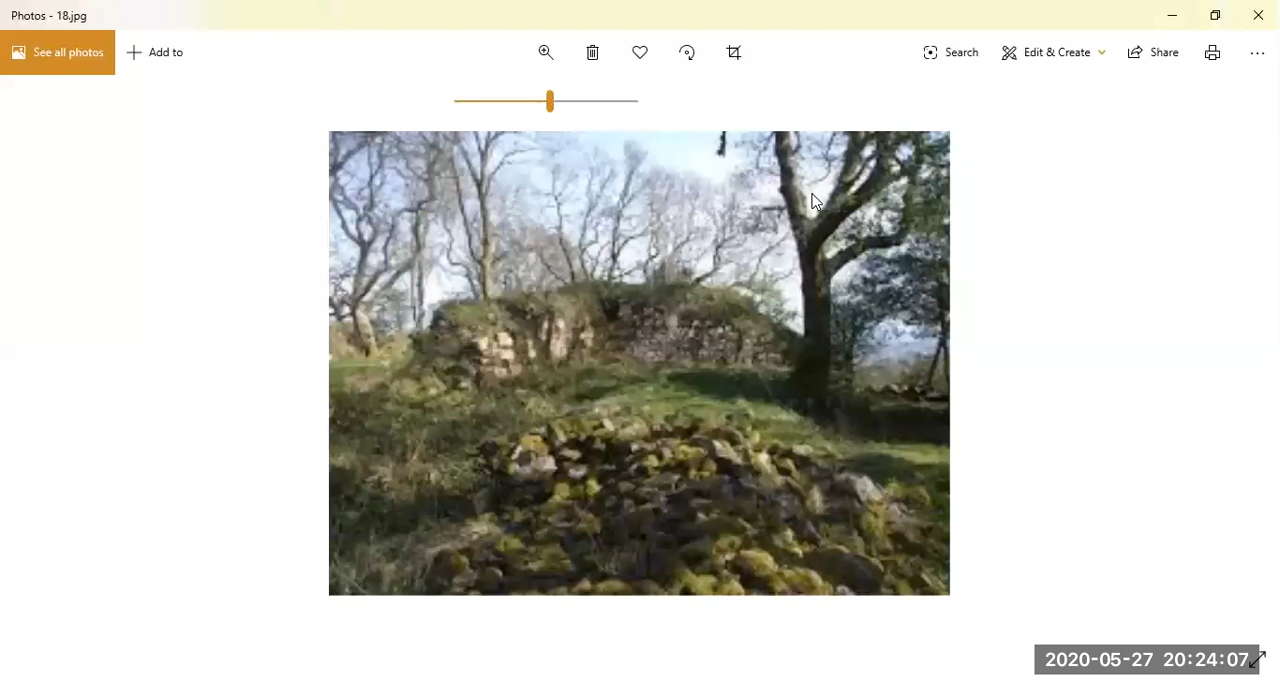 Photos - 18.jpg
See all photos
Add to
Search
Edit & Create
Share
2020-05-27 20:24:07